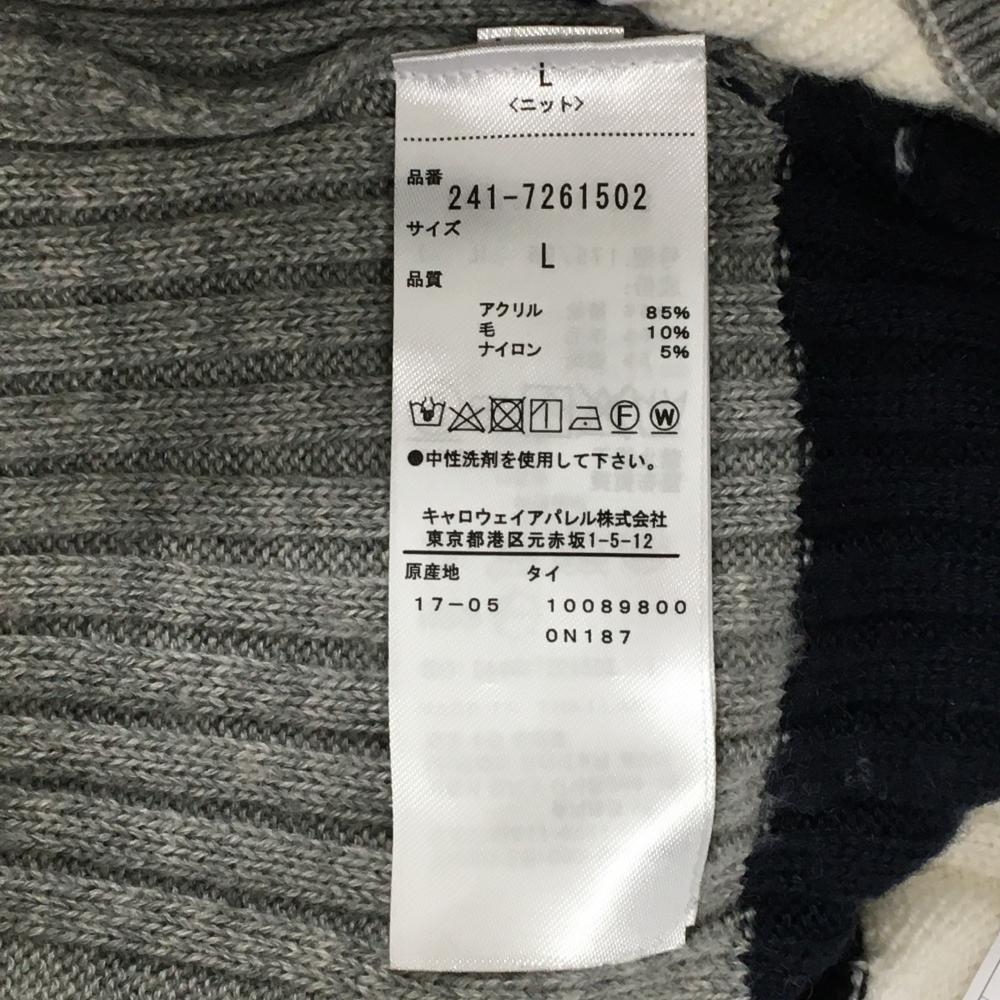 L
<ニット>
品番
241-7261502
サイズ
L
品質
アクリル 85%
毛 10%
ナイロン 5%
F W
●中性洗剤を使用して下さい。
キャロウェイアパレル株式会社
東京都港区元赤坂1-5-12
原産地 タイ
17-05 10089800
0N187